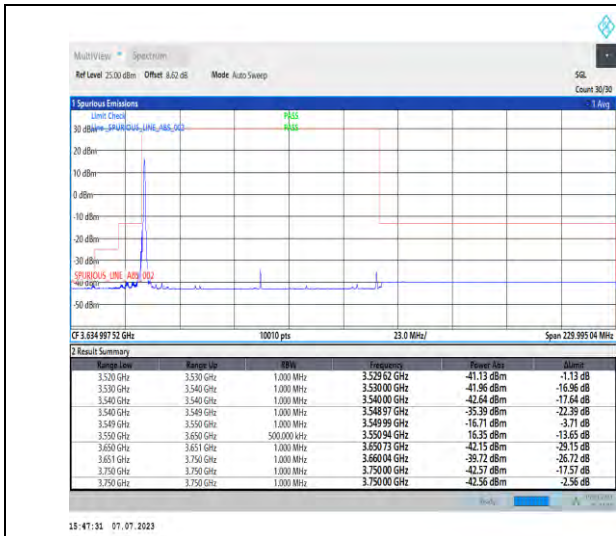 MultiView Spectrum
Ref Level 25.00 dBm Offset 8.62 dB Mode Auto Sweep SGL
Count 30/30
1 Spurious Emissions 1 Avg
Limit Check PASS
30 dBm Line _SPURIOUS_LINE_ABS_002 PASS
20 dBm
10 dBm
0 dBm
-10 dBm
-20 dBm
-30 dBm
SPURIOUS_LINE_ABS_002
-40 dBm
-50 dBm
CF 3.634 997 52 GHz 10010 pts 23.0 MHz/ Span 229.995 04 MHz
2 Result Summary
Range Low Range Up RBW Frequency Power Abs ΔLimit
3.520 GHz 3.530 GHz 1.000 MHz 3.529 62 GHz -41.13 dBm -1.13 dB
3.530 GHz 3.540 GHz 1.000 MHz 3.530 00 GHz -41.96 dBm -16.96 dB
3.540 GHz 3.540 GHz 1.000 MHz 3.540 00 GHz -42.64 dBm -17.64 dB
3.540 GHz 3.549 GHz 1.000 MHz 3.548 97 GHz -35.39 dBm -22.39 dB
3.549 GHz 3.550 GHz 1.000 MHz 3.549 99 GHz -16.71 dBm -3.71 dB
3.550 GHz 3.650 GHz 500.000 kHz 3.550 94 GHz 16.35 dBm -13.65 dB
3.650 GHz 3.651 GHz 1.000 MHz 3.650 73 GHz -42.15 dBm -29.15 dB
3.651 GHz 3.750 GHz 1.000 MHz 3.660 04 GHz -39.72 dBm -26.72 dB
3.750 GHz 3.750 GHz 1.000 MHz 3.750 00 GHz -42.57 dBm -17.57 dB
3.750 GHz 3.750 GHz 1.000 MHz 3.750 00 GHz -42.56 dBm -2.56 dB
Ready
15:47:31 07.07.2023